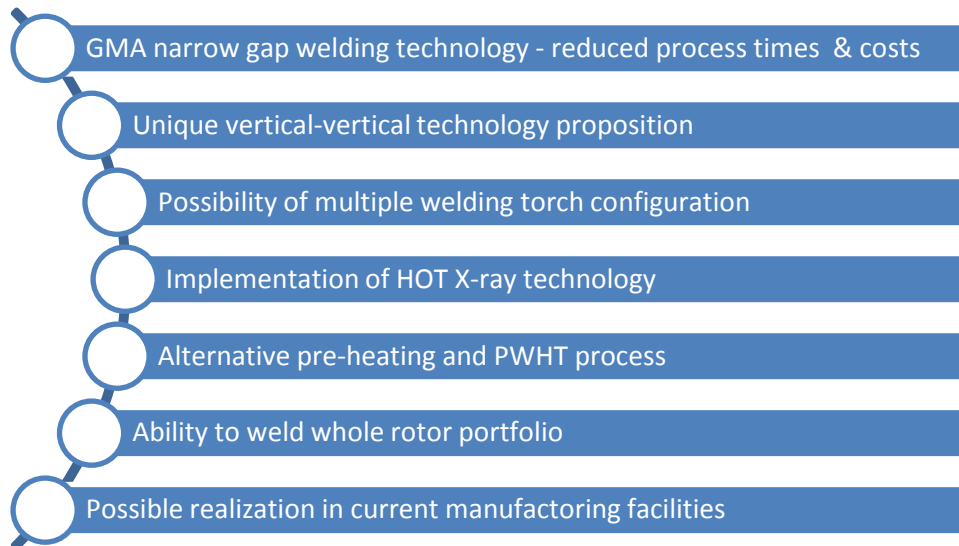 GMA narrow gap welding technology - reduced process times & costs
Unique vertical-vertical technology proposition
Possibility of multiple welding torch configuration
Implementation of HOT X-ray technology
Alternative pre-heating and PWHT process
Ability to weld whole rotor portfolio
Possible realization in current manufactoring facilities